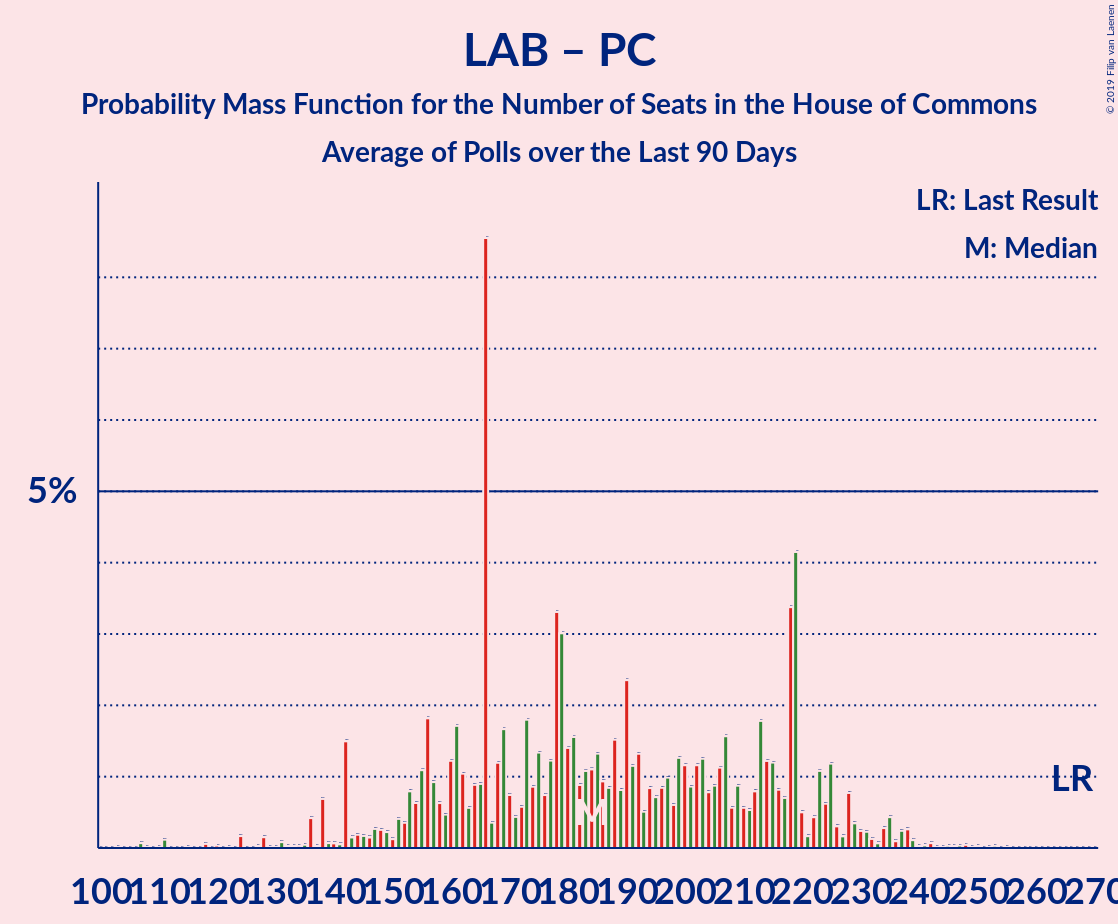 LAB – PC
Probability Mass Function for the Number of Seats in the House of Commons
Average of Polls over the Last 90 Days
© 2019 Filip van Laenen
LR: Last Result
M: Median
5%
LR
M
100 110 120 130 140 150 160 170 180 190 200 210 220 230 240 250 260 270